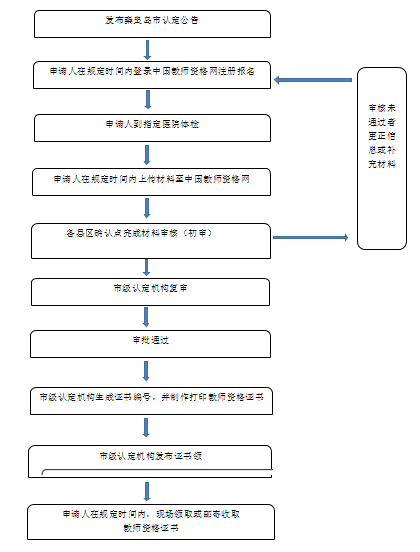 发布秦皇岛市认定公告
申请人在规定时间内登录中国教师资格网注册报名
申请人到指定医院体检
申请人在规定时间内上传材料至中国教师资格网
各县区确认点完成材料审核（初审）
市级认定机构复审
审批通过
市级认定机构生成证书编号，并制作打印教师资格证书
市级认定机构发布证书领
申请人在规定时间内，现场领取或邮寄收取
教师资格证书
审核未
通过者
更正信
息或补
充材料